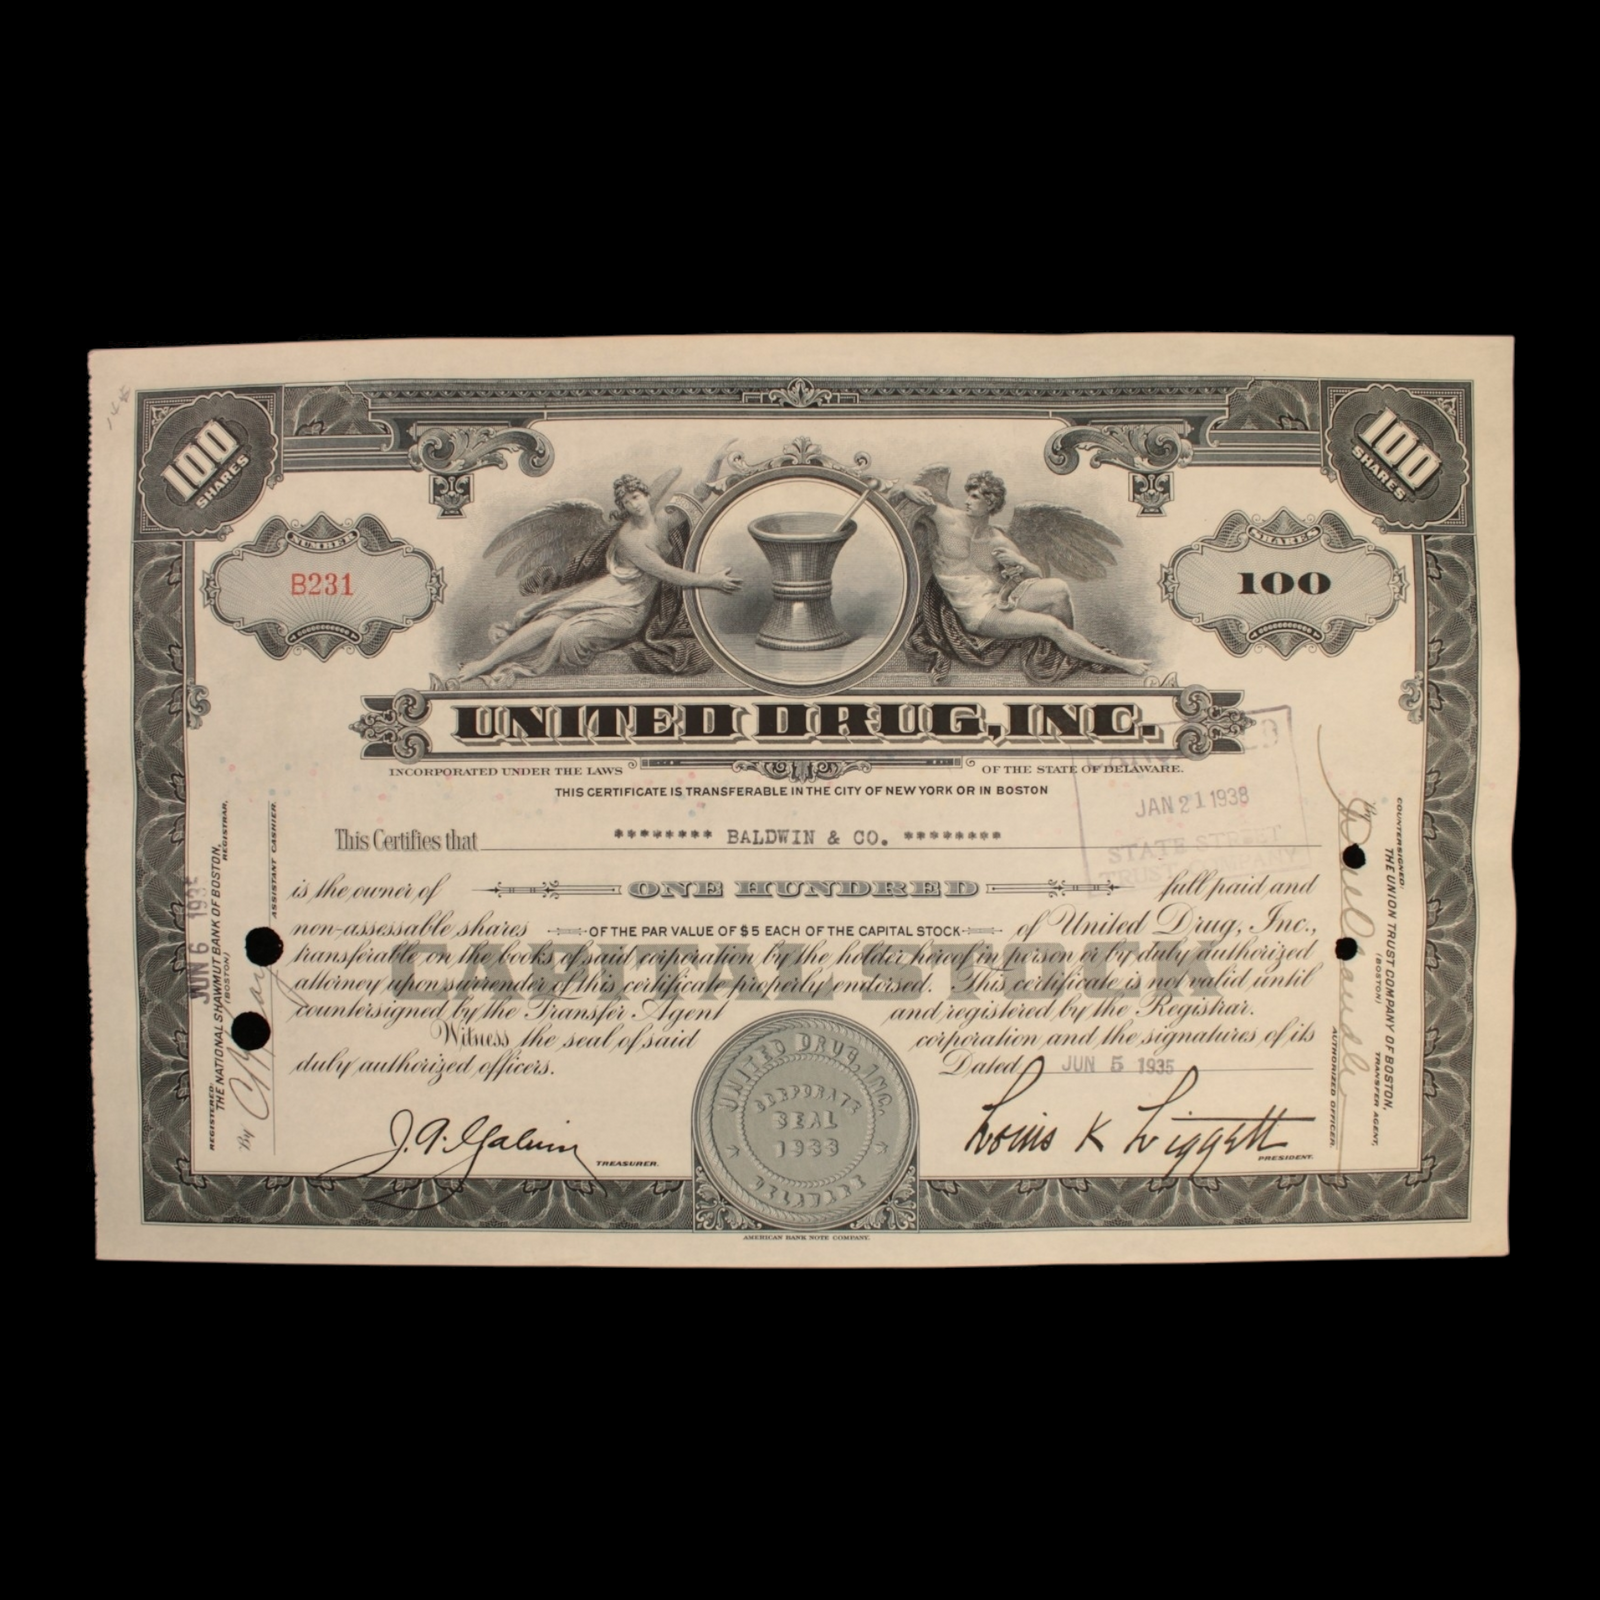 100 SHARES
100 SHARES
NUMBER
B231
SHARES
100
UNITED DRUG, INC.
INCORPORATED UNDER THE LAWS OF THE STATE OF DELAWARE.
THIS CERTIFICATE IS TRANSFERABLE IN THE CITY OF NEW YORK OR IN BOSTON
JAN 21 1938
STATE STREET
TRUST COMPANY
This Certifies that ******** BALDWIN & CO. ********
is the owner of ONE HUNDRED full paid and
non-assessable shares OF THE PAR VALUE OF $5 EACH OF THE CAPITAL STOCK of United Drug, Inc.,
transferable on the books of said corporation by the holder hereof in person or by duly authorized
CAPITAL STOCK
attorney upon surrender of this certificate properly endorsed. This certificate is not valid until
countersigned by the Transfer Agent and registered by the Registrar.
Witness the seal of said corporation and the signatures of its
duly authorized officers.
Dated JUN 5 1935
UNITED DRUG, INC.
CORPORATE
SEAL
1933
DELAWARE
J. A. Galvin
TREASURER.
Louis K Liggett
PRESIDENT.
AMERICAN BANK NOTE COMPANY.
REGISTERED:
THE NATIONAL SHAWMUT BANK OF BOSTON,
(BOSTON) REGISTRAR.
By
ASSISTANT CASHIER.
JUN 6 1935
COUNTERSIGNED:
THE UNION TRUST COMPANY OF BOSTON,
(BOSTON) TRANSFER AGENT,
By
AUTHORIZED OFFICER.